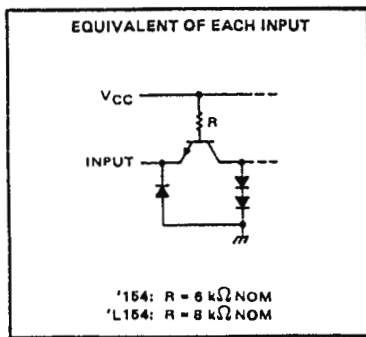 EQUIVALENT OF EACH INPUT
VCC
R
INPUT
'154: R = 6 kΩ NOM
'L154: R = 8 kΩ NOM